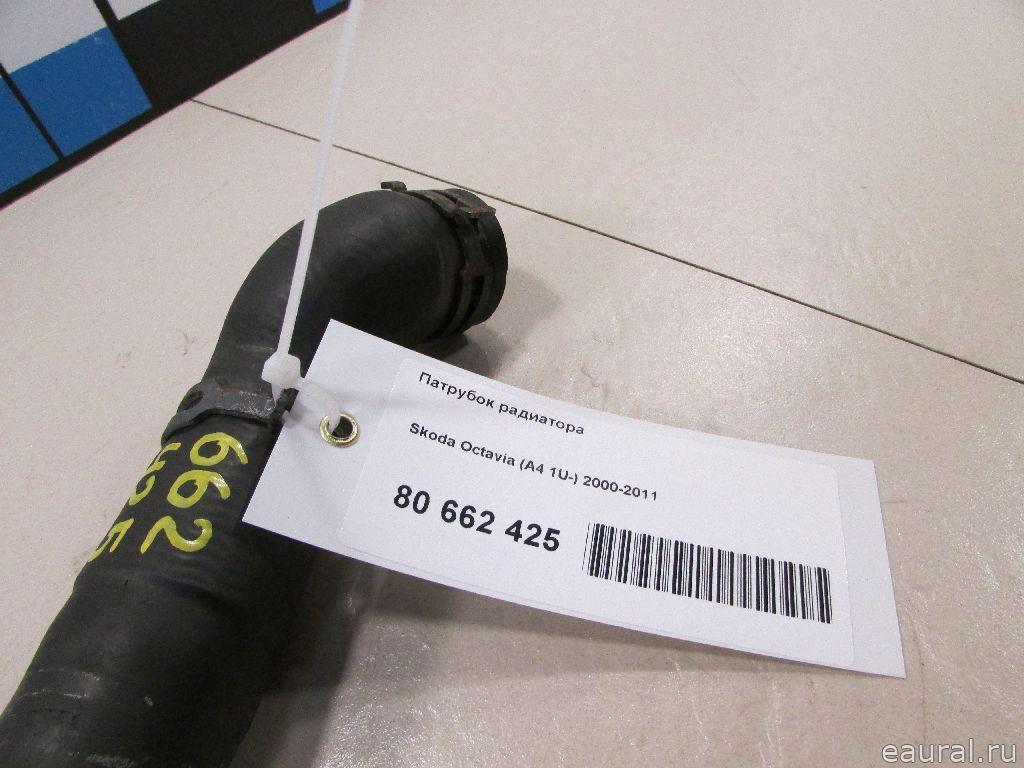 Патрубок радиатора
Skoda Octavia (A4 1U-) 2000-2011
80 662 425
662
425
eaural.ru